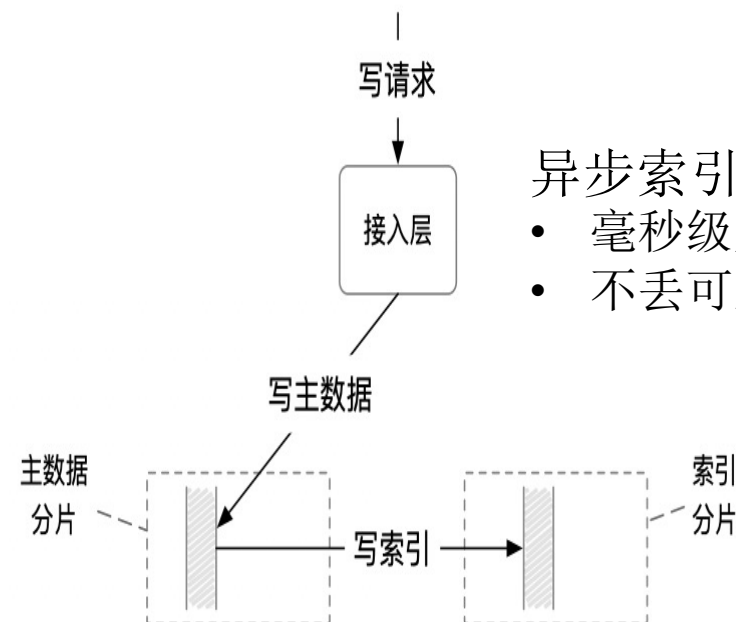 写请求
接入层
异步索引
• 毫秒级
• 不丢可
写主数据
主数据
分片
写索引
索引
分片